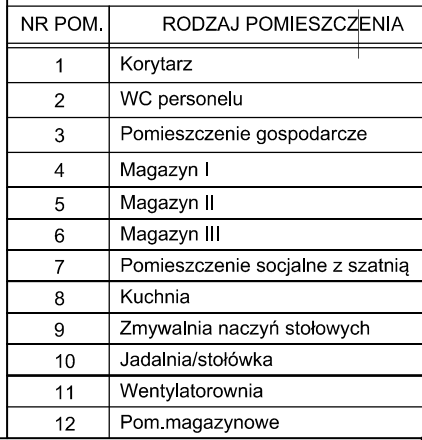 NR POM. RODZAJ POMIESZCZENIA
1 Korytarz
2 WC personelu
3 Pomieszczenie gospodarcze
4 Magazyn I
5 Magazyn II
6 Magazyn III
7 Pomieszczenie socjalne z szatnią
8 Kuchnia
9 Zmywalnia naczyń stołowych
10 Jadalnia/stołówka
11 Wentylatorownia
12 Pom.magazynowe